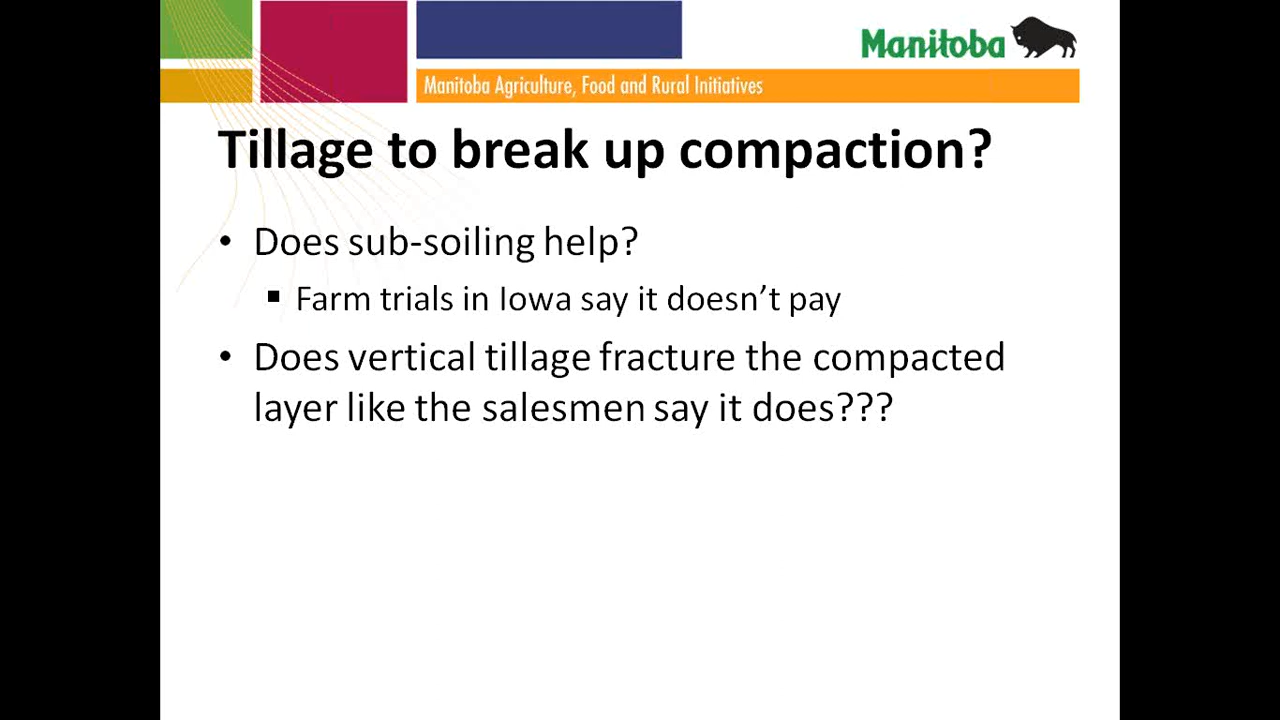 Manitoba
Manitoba Agriculture, Food and Rural Initiatives
Tillage to break up compaction?
• Does sub-soiling help?
▪ Farm trials in Iowa say it doesn’t pay
• Does vertical tillage fracture the compacted
layer like the salesmen say it does???